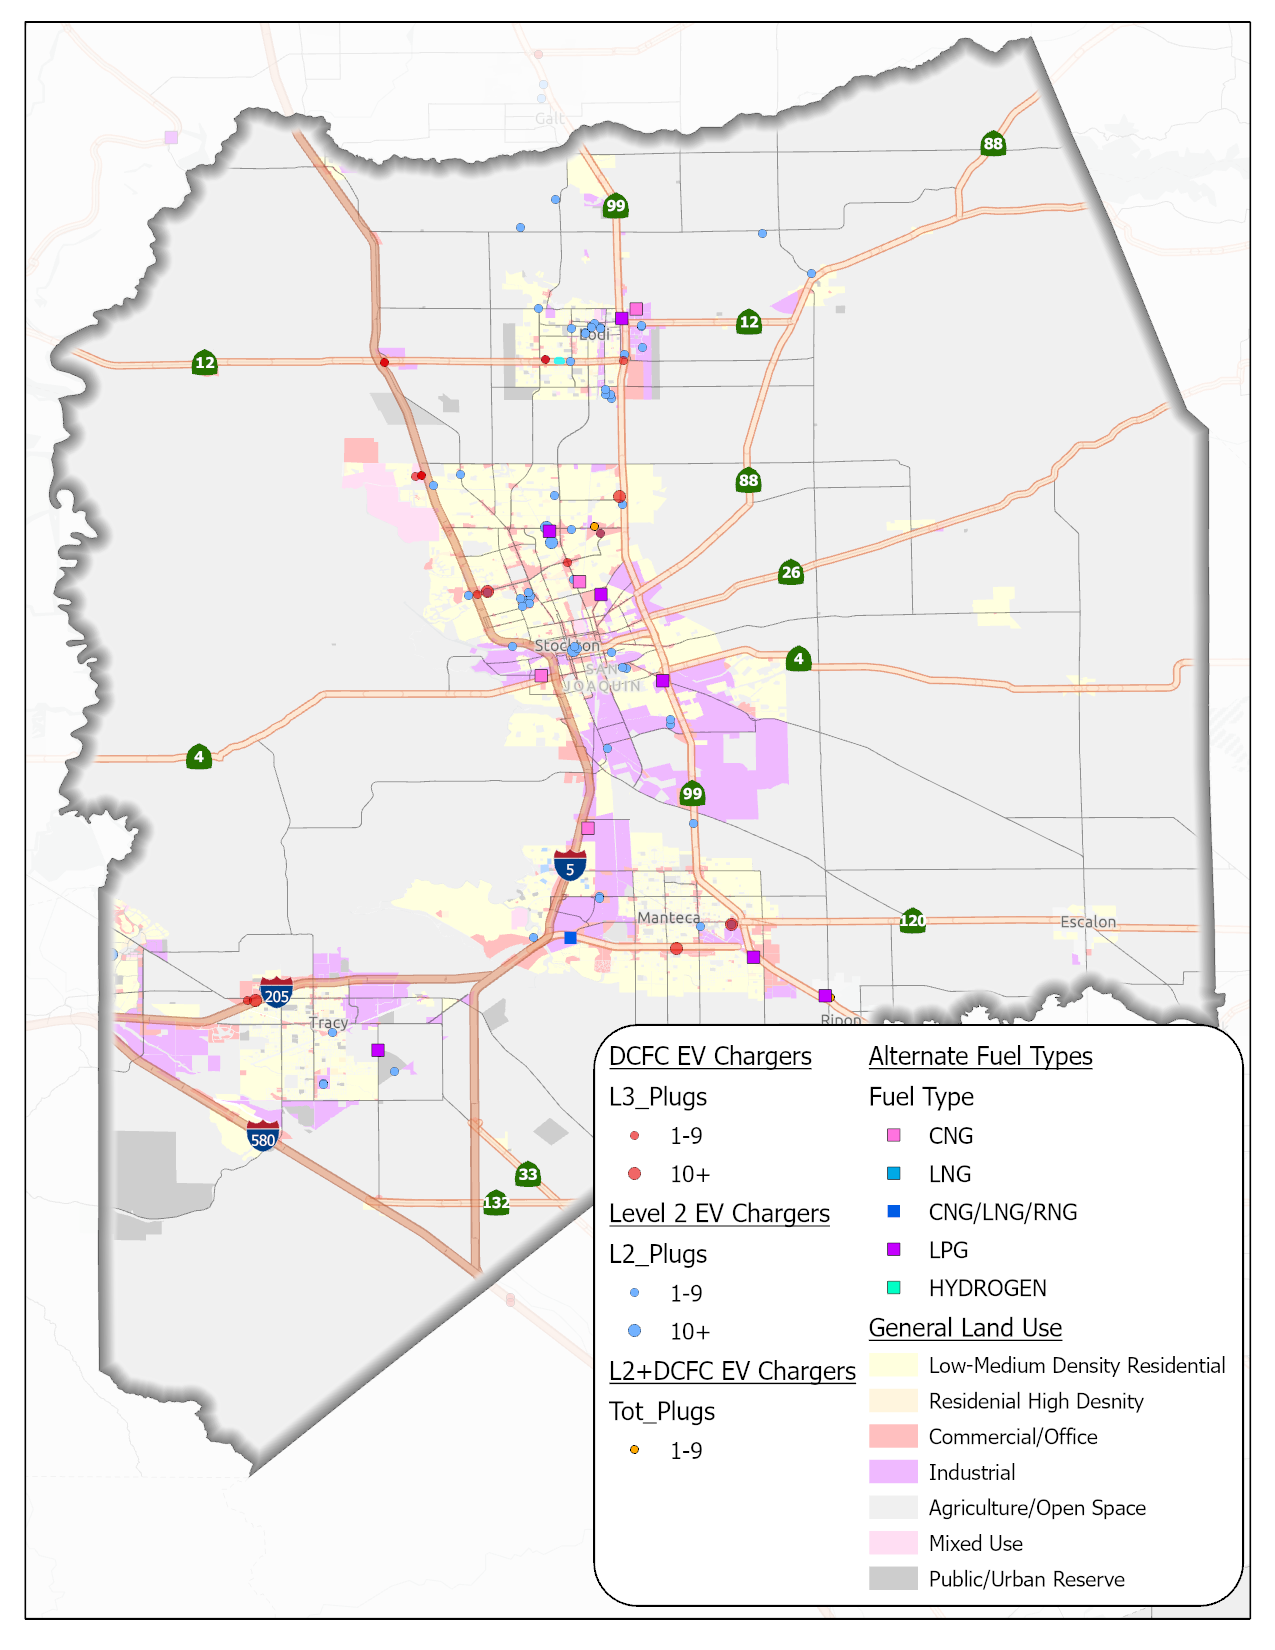 Galt
88
99
12
Lodi
12
88
26
Stockton
SAN
JOAQUIN
4
4
99
5
Manteca
120
Escalon
205
Tracy
Ripon
580
33
132
DCFC EV Chargers
L3_Plugs
1-9
10+
Level 2 EV Chargers
L2_Plugs
1-9
10+
L2+DCFC EV Chargers
Tot_Plugs
1-9
Alternate Fuel Types
Fuel Type
CNG
LNG
CNG/LNG/RNG
LPG
HYDROGEN
General Land Use
Low-Medium Density Residential
Residenial High Desnity
Commercial/Office
Industrial
Agriculture/Open Space
Mixed Use
Public/Urban Reserve